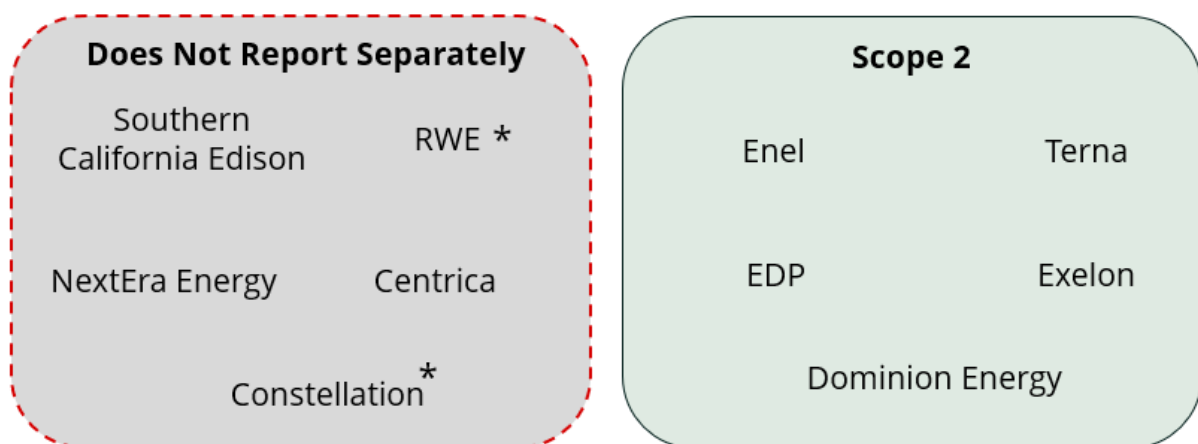 Does Not Report Separately
Southern
California Edison
RWE *
NextEra Energy
Centrica
Constellation*
Scope 2
Enel
Terna
EDP
Exelon
Dominion Energy